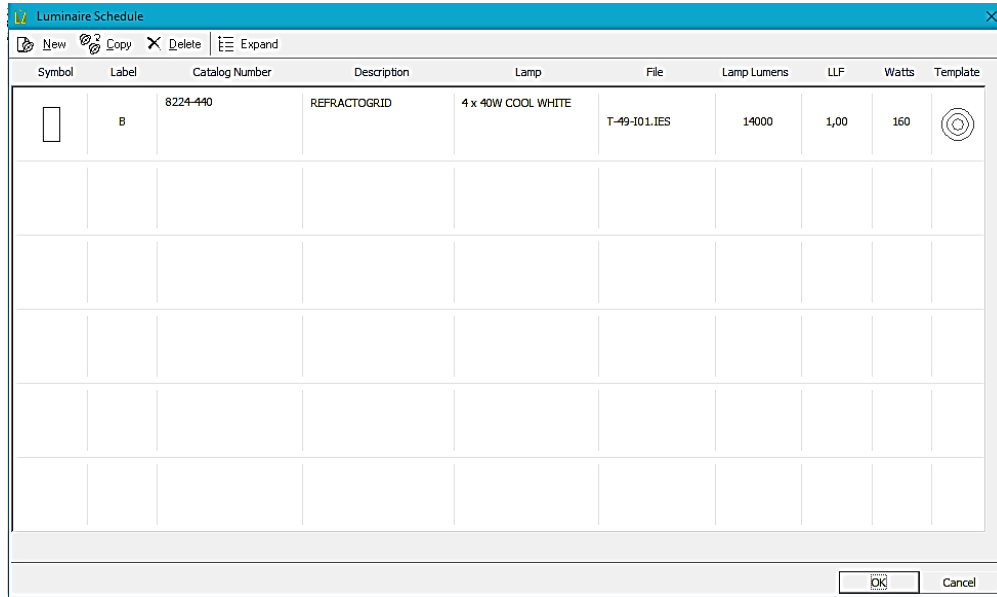 Luminaire Schedule
New Copy Delete Expand
Symbol Label Catalog Number Description Lamp File Lamp Lumens LLF Watts Template
8224-440 REFRACTOGRID 4 x 40W COOL WHITE
B T-49-I01.IES 14000 1,00 160
OK Cancel